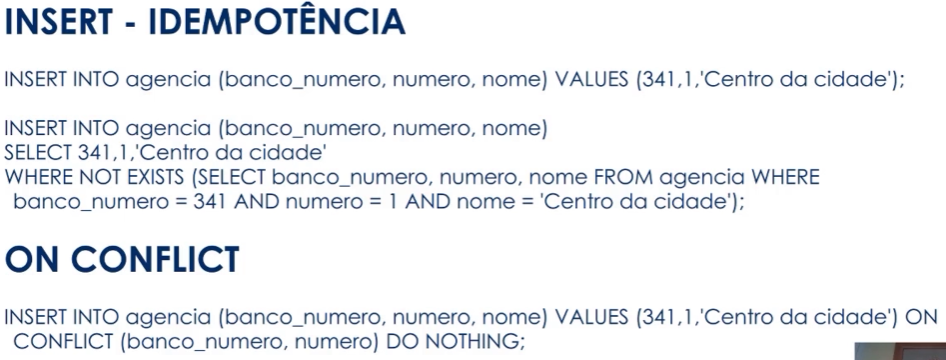 INSERT - IDEMPOTÊNCIA
INSERT INTO agencia (banco_numero, numero, nome) VALUES (341,1,'Centro da cidade');
INSERT INTO agencia (banco_numero, numero, nome)
SELECT 341,1,'Centro da cidade'
WHERE NOT EXISTS (SELECT banco_numero, numero, nome FROM agencia WHERE
banco_numero = 341 AND numero = 1 AND nome = 'Centro da cidade');
ON CONFLICT
INSERT INTO agencia (banco_numero, numero, nome) VALUES (341,1,'Centro da cidade') ON
CONFLICT (banco_numero, numero) DO NOTHING;